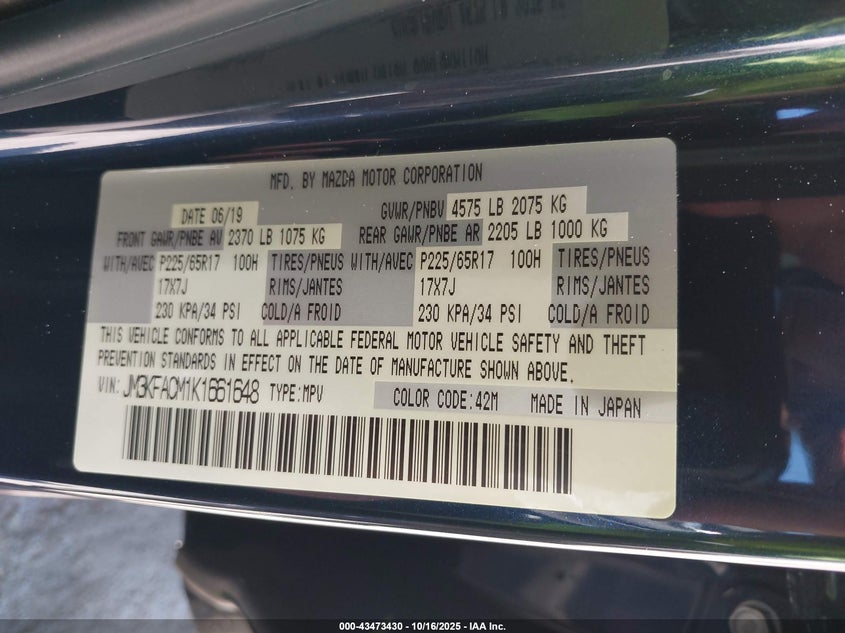 MFD. BY MAZDA MOTOR CORPORATION
DATE 06/19 GVWR/PNBV 4575 LB 2075 KG
FRONT GAWR/PNBE AV 2370 LB 1075 KG REAR GAWR/PNBE AR 2205 LB 1000 KG
WITH/AVEC P225/65R17 100H TIRES/PNEUS WITH/AVEC P225/65R17 100H TIRES/PNEUS
17X7J RIMS/JANTES 17X7J RIMS/JANTES
230 KPA/34 PSI COLD/A FROID 230 KPA/34 PSI COLD/A FROID
THIS VEHICLE CONFORMS TO ALL APPLICABLE FEDERAL MOTOR VEHICLE SAFETY AND THEFT
PREVENTION STANDARDS IN EFFECT ON THE DATE OF MANUFACTURE SHOWN ABOVE.
VIN: JM3KFACM1K1661648 TYPE:MPV COLOR CODE:42M MADE IN JAPAN
000-43473430 - 10/16/2025 - IAA Inc.